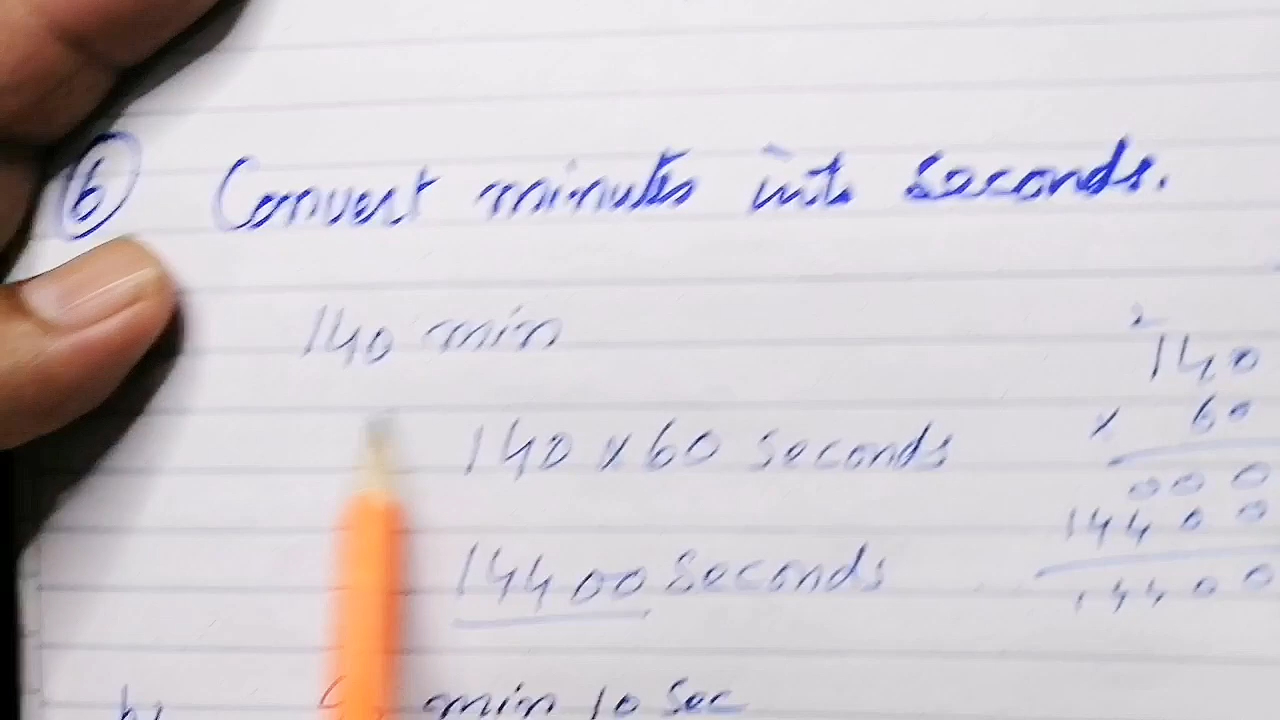 6 Convert minutes into seconds.
140 min
2
140
140 x 60 seconds
x 60
000
14400
14400 seconds
14400
b) min 10 Sec